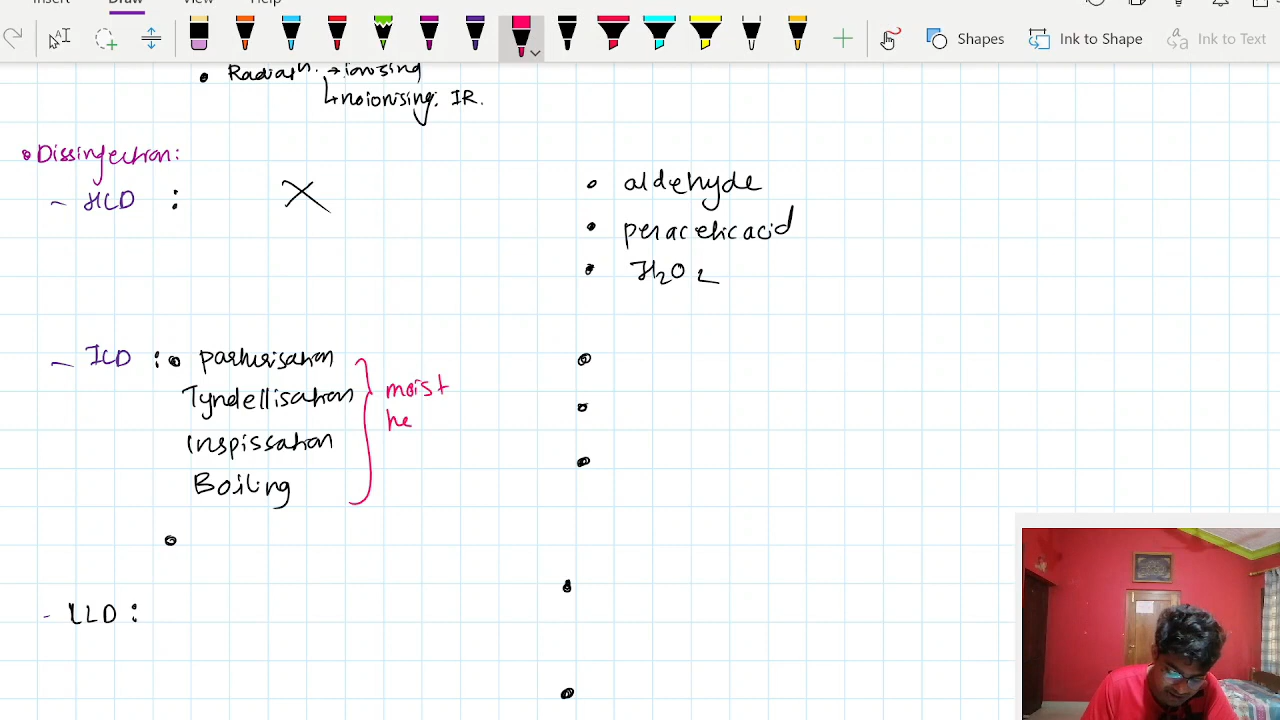 Insert Draw View Help
Shapes Ink to Shape Ink to Text
• Radiatn. → ionising
↳ noionising: IR.
• Dissinfection:
- HLD : X • aldehyde
• peracetic acid
• H2O2
- ILD : • pasturisation
Tyndellisation
moist
he
Inspissation
Boiling
- LLD :